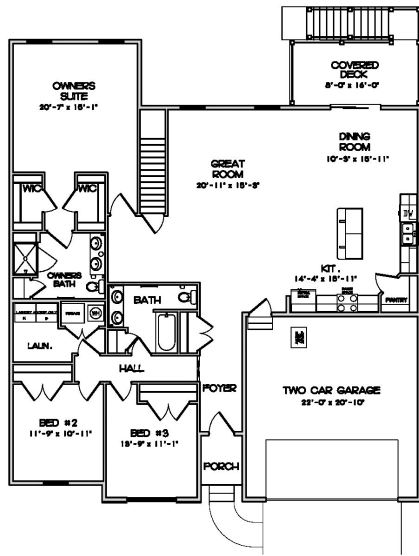 OWNERS
SUITE
20'-7" x 15'-1"
COVERED
DECK
8'-0" x 16'-0"
DINING
ROOM
10'-3" x 15'-11"
GREAT
ROOM
20'-11" x 15'-3"
WIC
WIC
OWNERS
BATH
KIT.
14'-4" x 15'-11"
PANTRY
BATH
LAUN.
HALL
FOYER
TWO CAR GARAGE
22'-0" x 20'-10"
BED #2
11'-9" x 10'-11"
BED #3
13'-9" x 11'-1"
PORCH